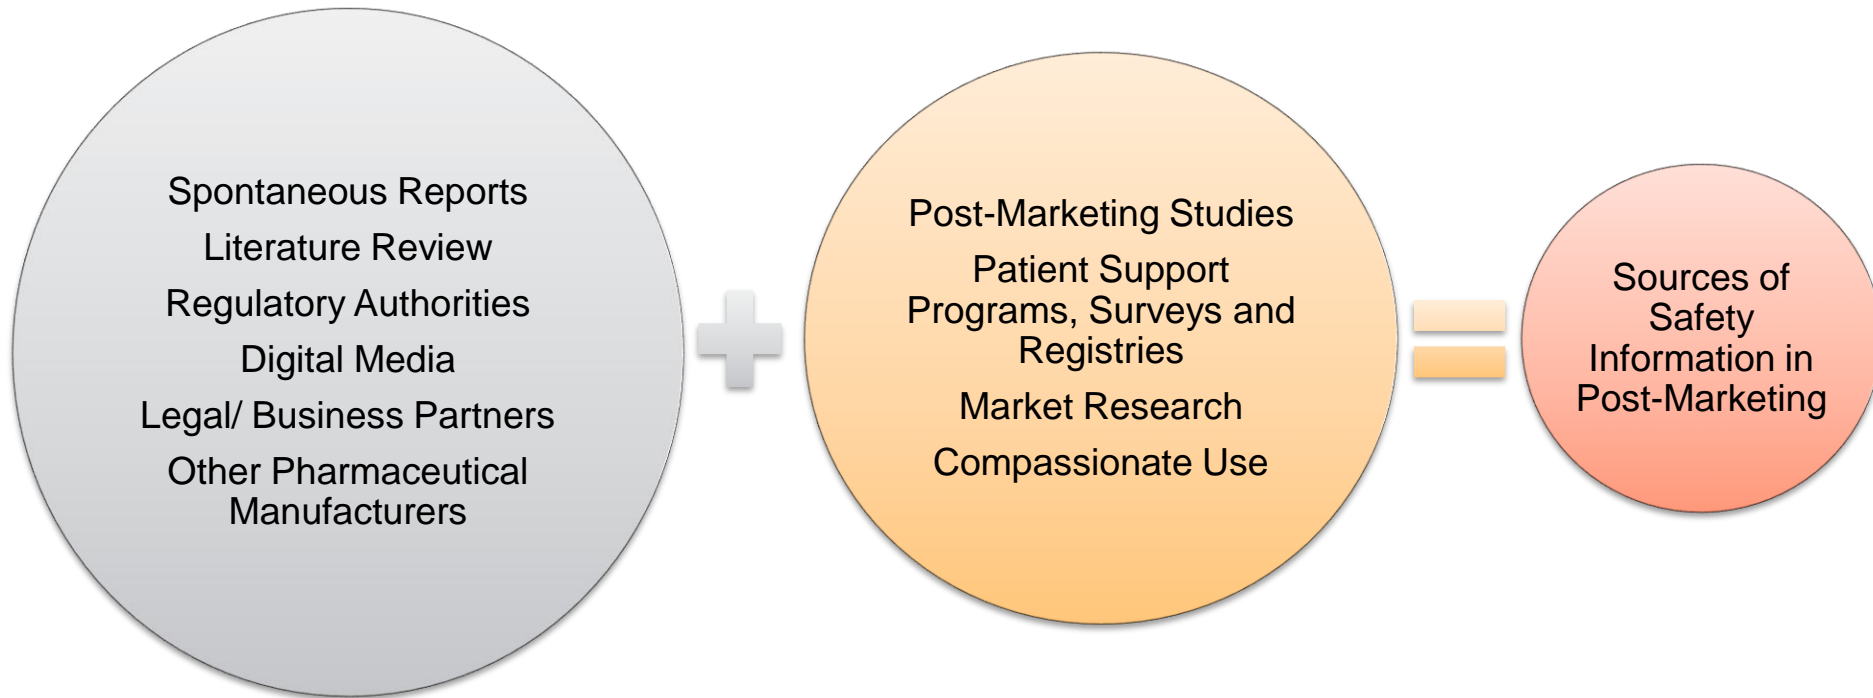 Spontaneous Reports
Literature Review
Regulatory Authorities
Digital Media
Legal/ Business Partners
Other Pharmaceutical
Manufacturers
Post-Marketing Studies
Patient Support
Programs, Surveys and
Registries
Market Research
Compassionate Use
Sources of
Safety
Information in
Post-Marketing